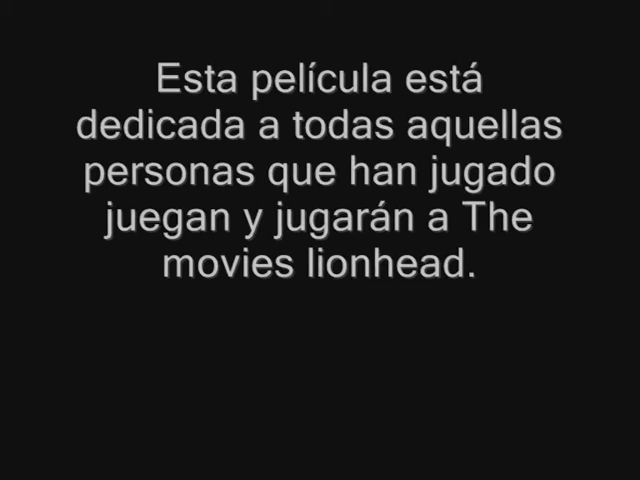 Esta película está
dedicada a todas aquellas
personas que han jugado
juegan y jugarán a The
movies lionhead.